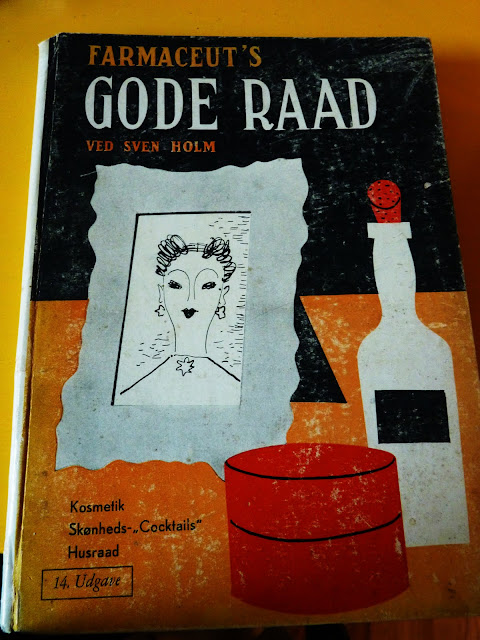 FARMACEUT'S
GODE RAAD
VED SVEN HOLM
Kosmetik
Skønheds-„Cocktails“
Husraad
14. Udgave